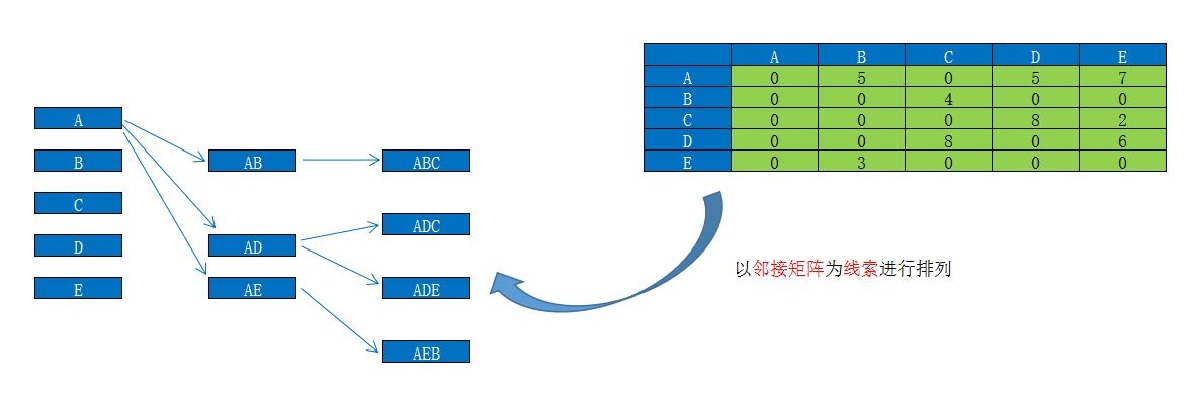 A B C D E
A 0 5 0 5 7
B 0 0 4 0 0
C 0 0 0 8 2
D 0 0 8 0 6
E 0 3 0 0 0
A
B AB ABC
C
ADC
D AD
E AE ADE
AEB
以邻接矩阵为线索进行排列